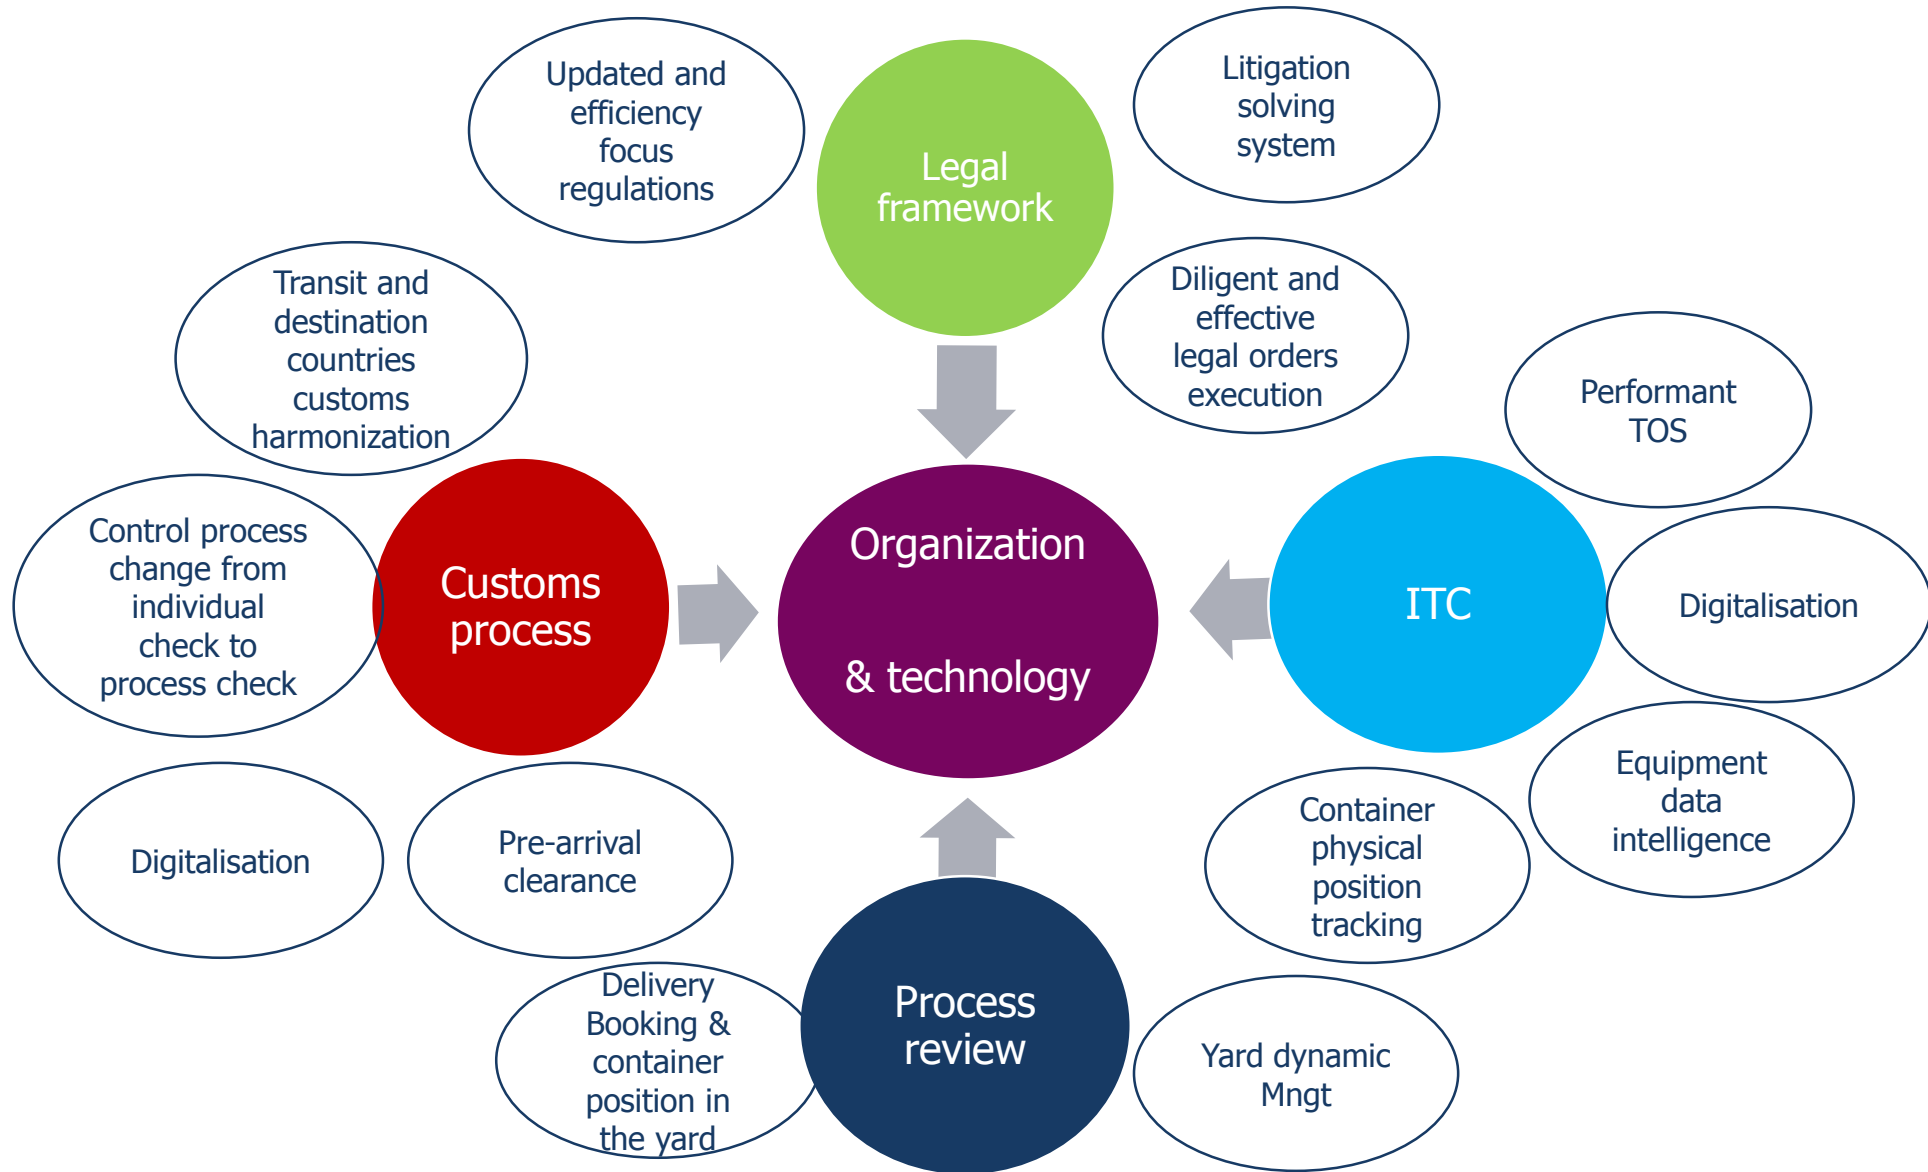 Updated and
efficiency
focus
regulations
Legal
framework
Litigation
solving
system
Transit and
destination
countries
customs
harmonization
Diligent and
effective
legal orders
execution
Performant
TOS
Control process
change from
individual
check to
process check
Customs
process
Organization
& technology
ITC
Digitalisation
Digitalisation
Pre-arrival
clearance
Container
physical
position
tracking
Equipment
data
intelligence
Delivery
Booking &
container
position in
the yard
Process
review
Yard dynamic
Mngt